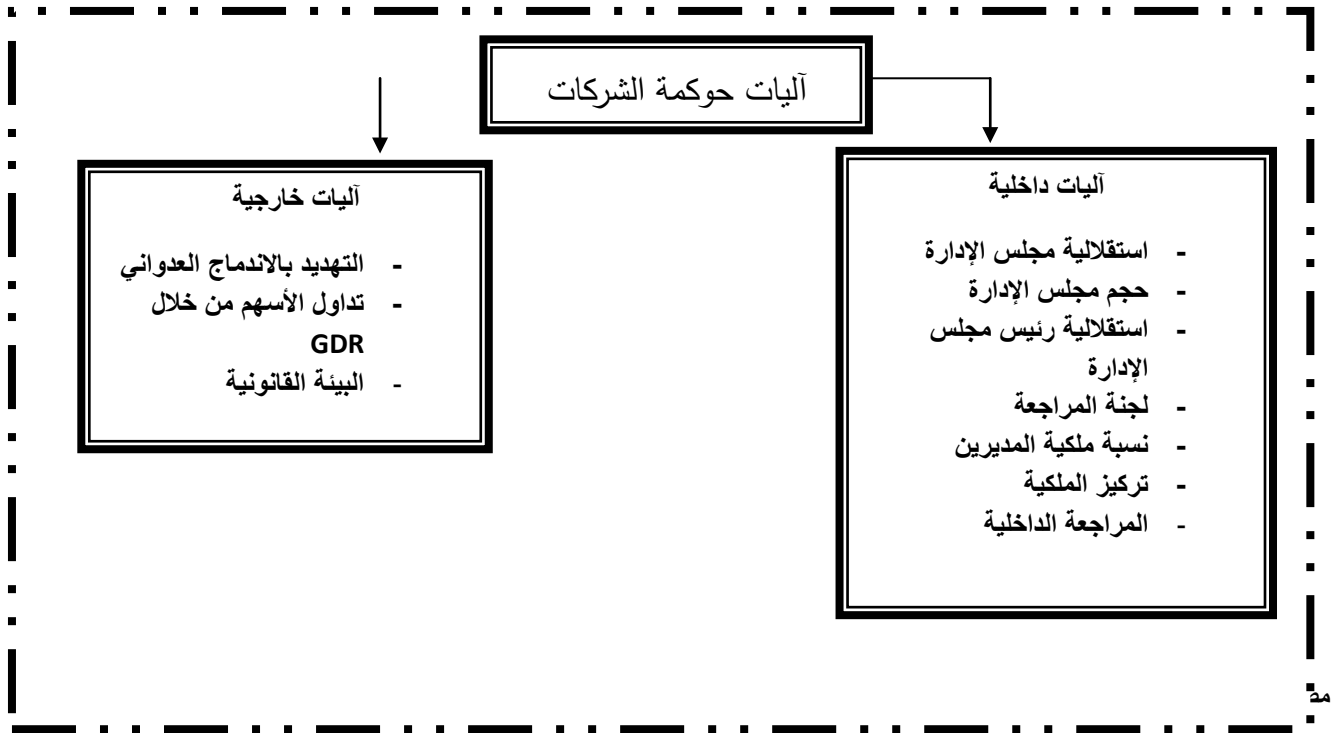 آليات حوكمة الشركات
آليات داخلية
- استقلالية مجلس الإدارة
- حجم مجلس الإدارة
- استقلالية رئيس مجلس
الإدارة
- لجنة المراجعة
- نسبة ملكية المديرين
- تركيز الملكية
- المراجعة الداخلية
آليات خارجية
- التهديد بالاندماج العدواني
- تداول الأسهم من خلال
GDR
- البيئة القانونية